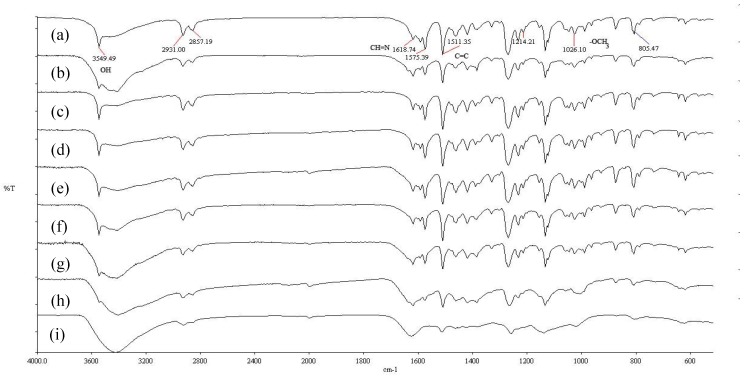 (a)
3549.49
OH
2931.00
2857.19
CH=N
1618.74
1575.39
1511.35
C=C
1214.21
-OCH3
1026.10
805.47
(b)
(c)
(d)
%T
(e)
(f)
(g)
(h)
(i)
4000.0 3600 3200 2800 2400 2000 1800 1600 1400 1200 1000 800 600
cm-1